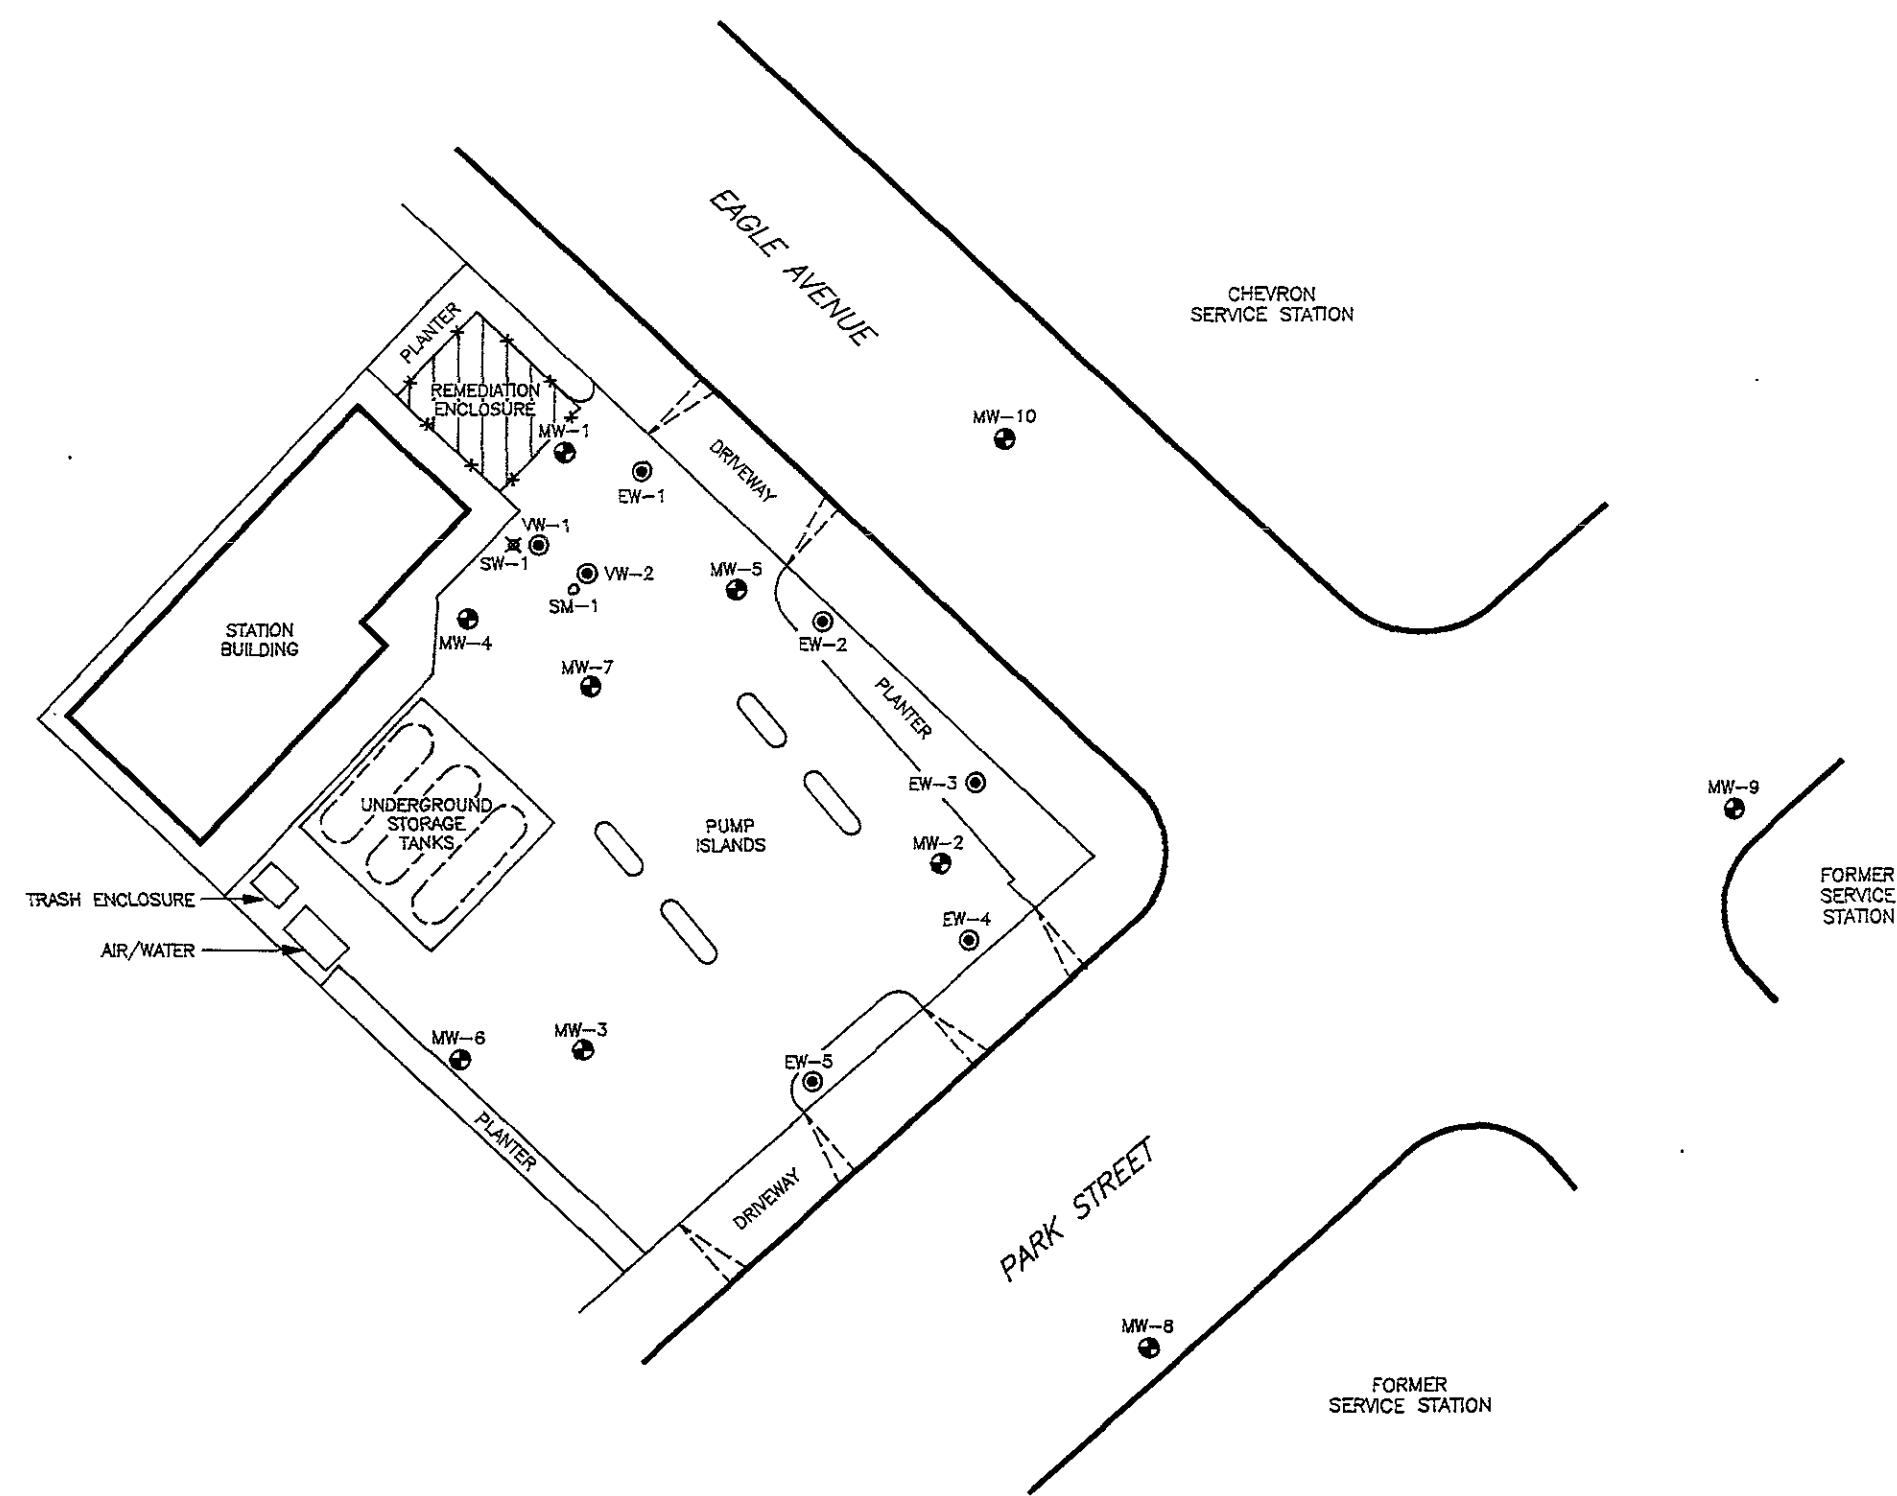 EAGLE AVENUE
CHEVRON
SERVICE STATION
PLANTER
REMEDIATION
ENCLOSURE
MW-1
MW-10
DRIVEWAY
EW-1
VW-1
SW-1
VW-2
SM-1
MW-5
STATION
BUILDING
MW-4
EW-2
MW-7
PLANTER
EW-3
MW-9
UNDERGROUND
STORAGE
TANKS
PUMP
ISLANDS
MW-2
FORMER
SERVICE
STATION
TRASH ENCLOSURE
EW-4
AIR/WATER
MW-6
MW-3
EW-5
PLANTER
DRIVEWAY
PARK STREET
MW-8
FORMER
SERVICE STATION